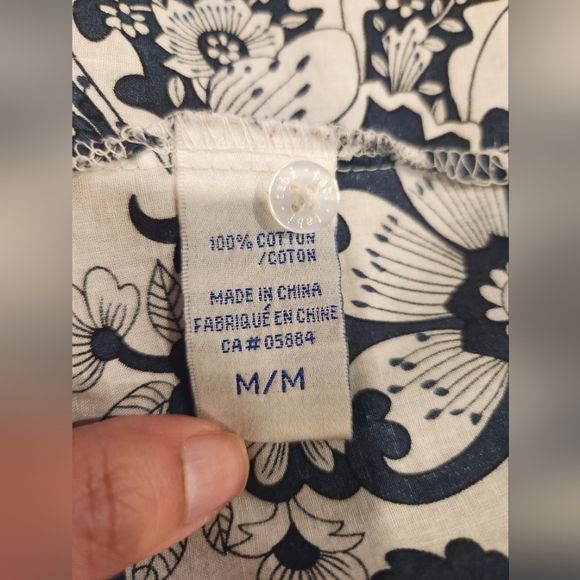 100% COTTON
/COTON
MADE IN CHINA
FABRIQUÉ EN CHINE
CA# 05884
M/M